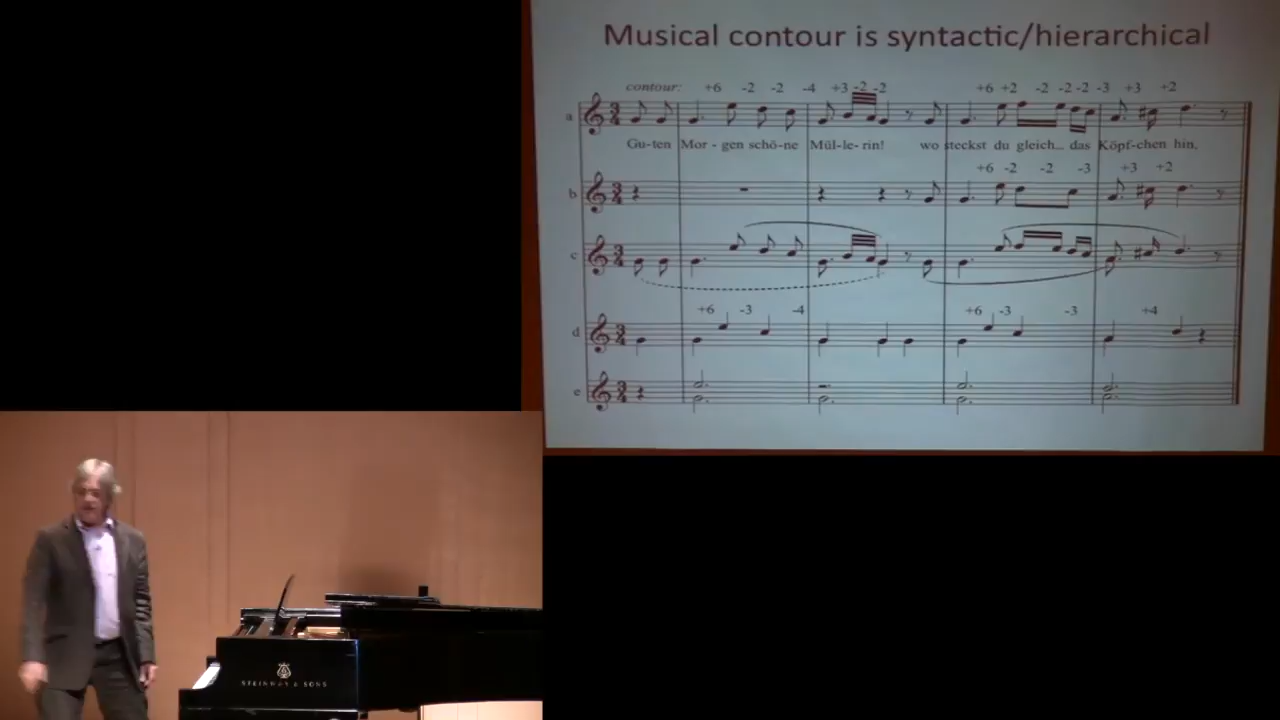 Musical contour is syntactic/hierarchical
contour: +6 -2 -2 -4 +3 -2 -2 +6 +2 -2 -2 -2 -3 +3 +2
a
Gu-ten Mor - gen schö-ne Mül-le- rin! wo steckst du gleich... das Köpf-chen hin,
+6 -2 -2 -3 +3 +2
b
c
+6 -3 -4 +6 -3 -3 +4
d
e
STEINWAY & SONS